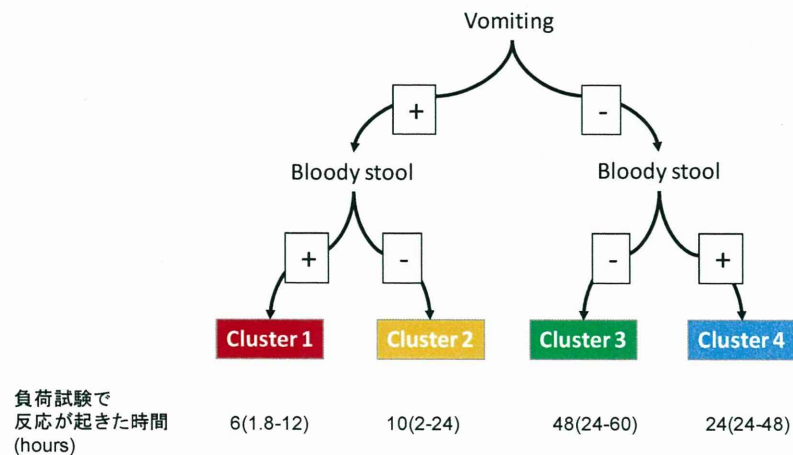 Vomiting
+
-
Bloody stool
Bloody stool
+
-
-
+
Cluster 1
Cluster 2
Cluster 3
Cluster 4
負荷試験で
反応が起きた時間
(hours)
6(1.8-12)
10(2-24)
48(24-60)
24(24-48)